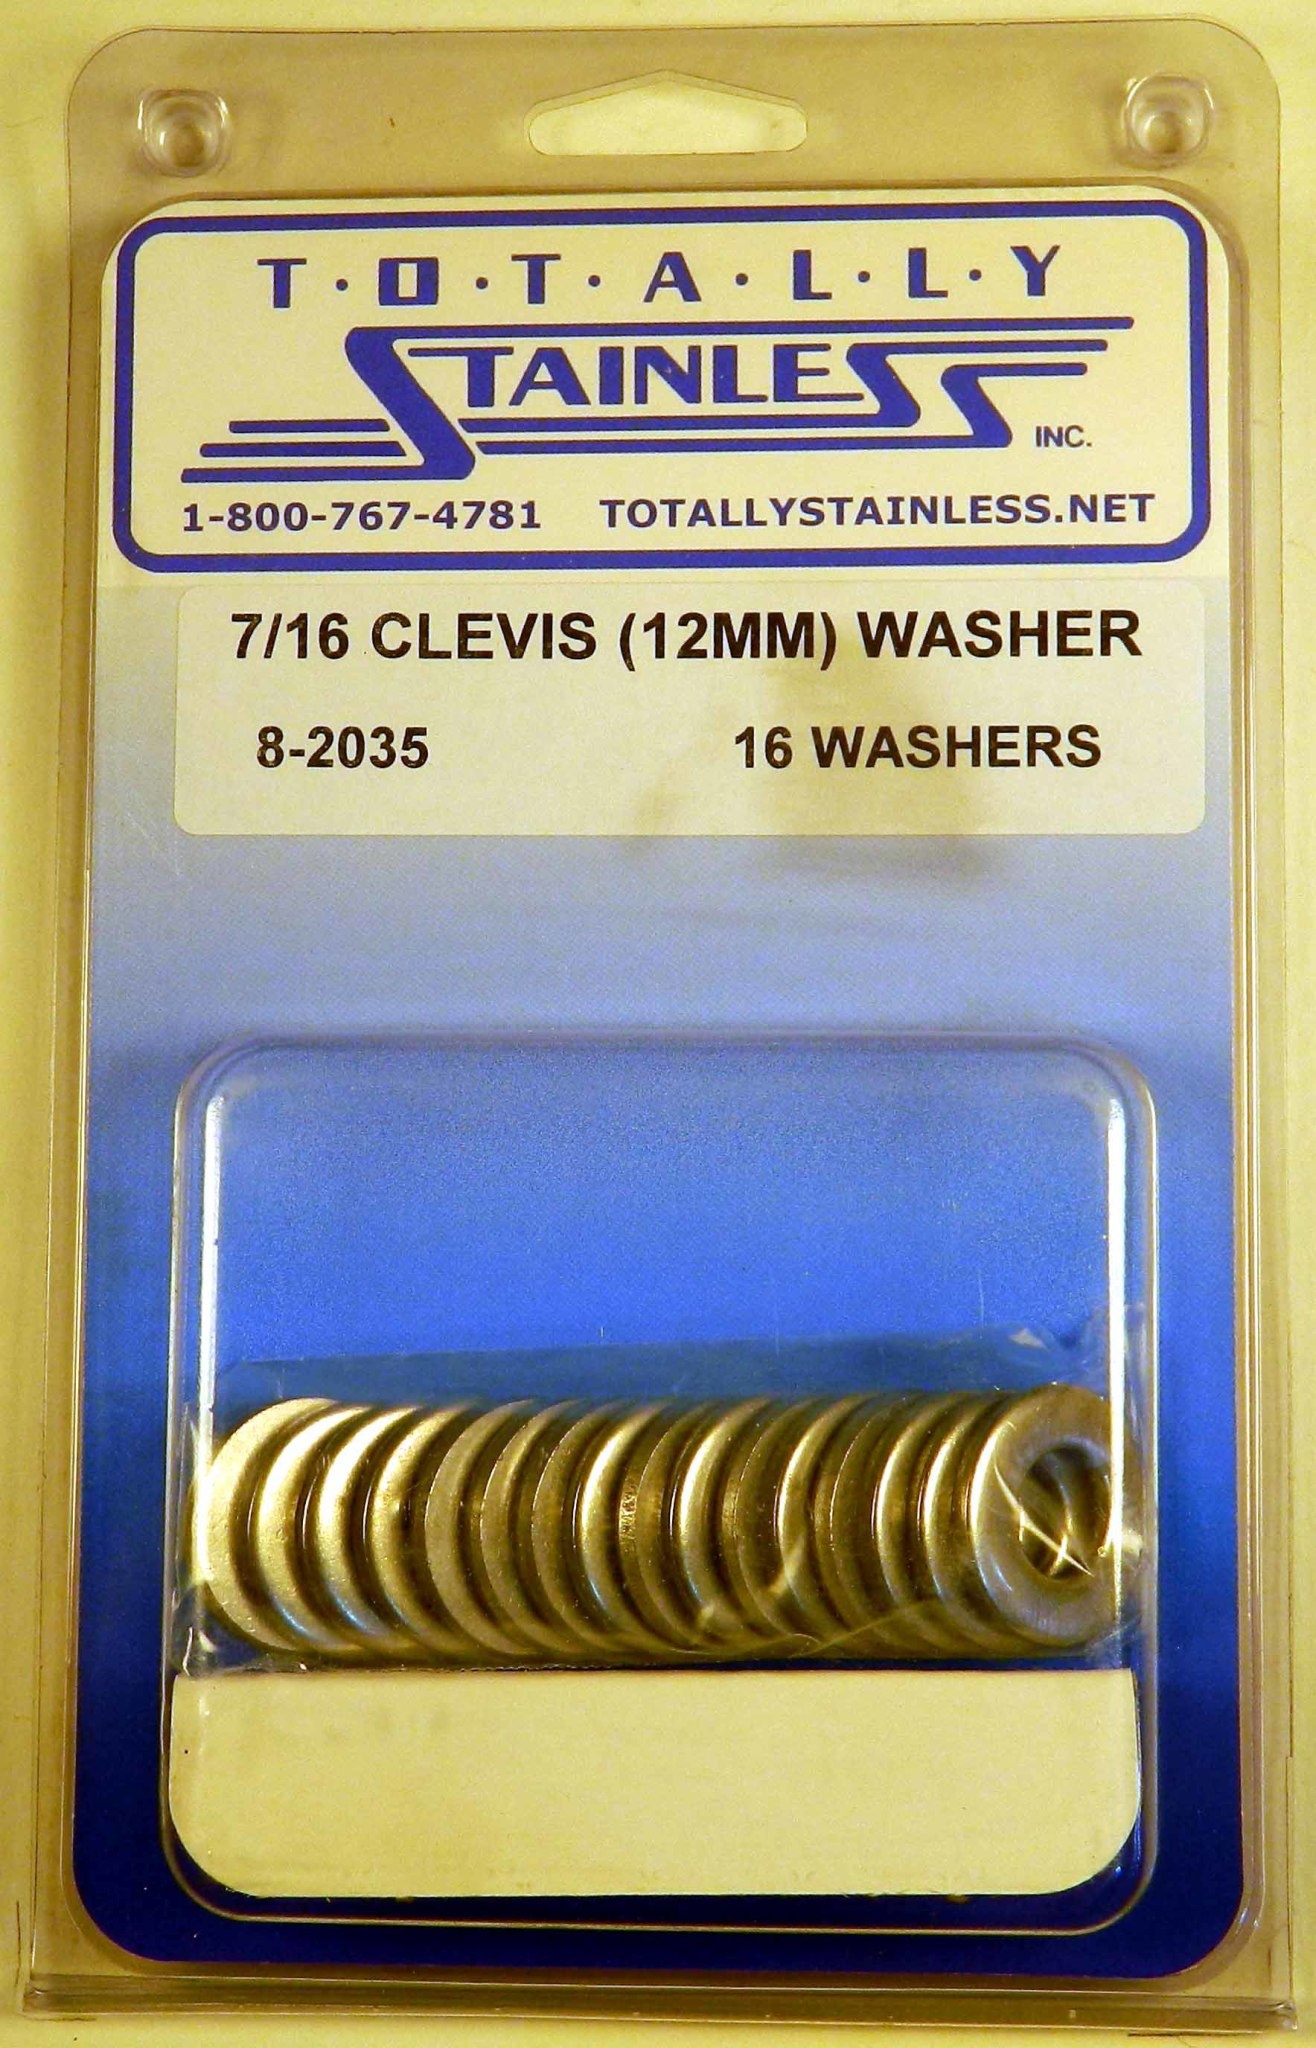 T·O·T·A·L·L·Y
STAINLESS
INC.
1-800-767-4781 TOTALLYSTAINLESS.NET
7/16 CLEVIS (12MM) WASHER
8-2035 16 WASHERS